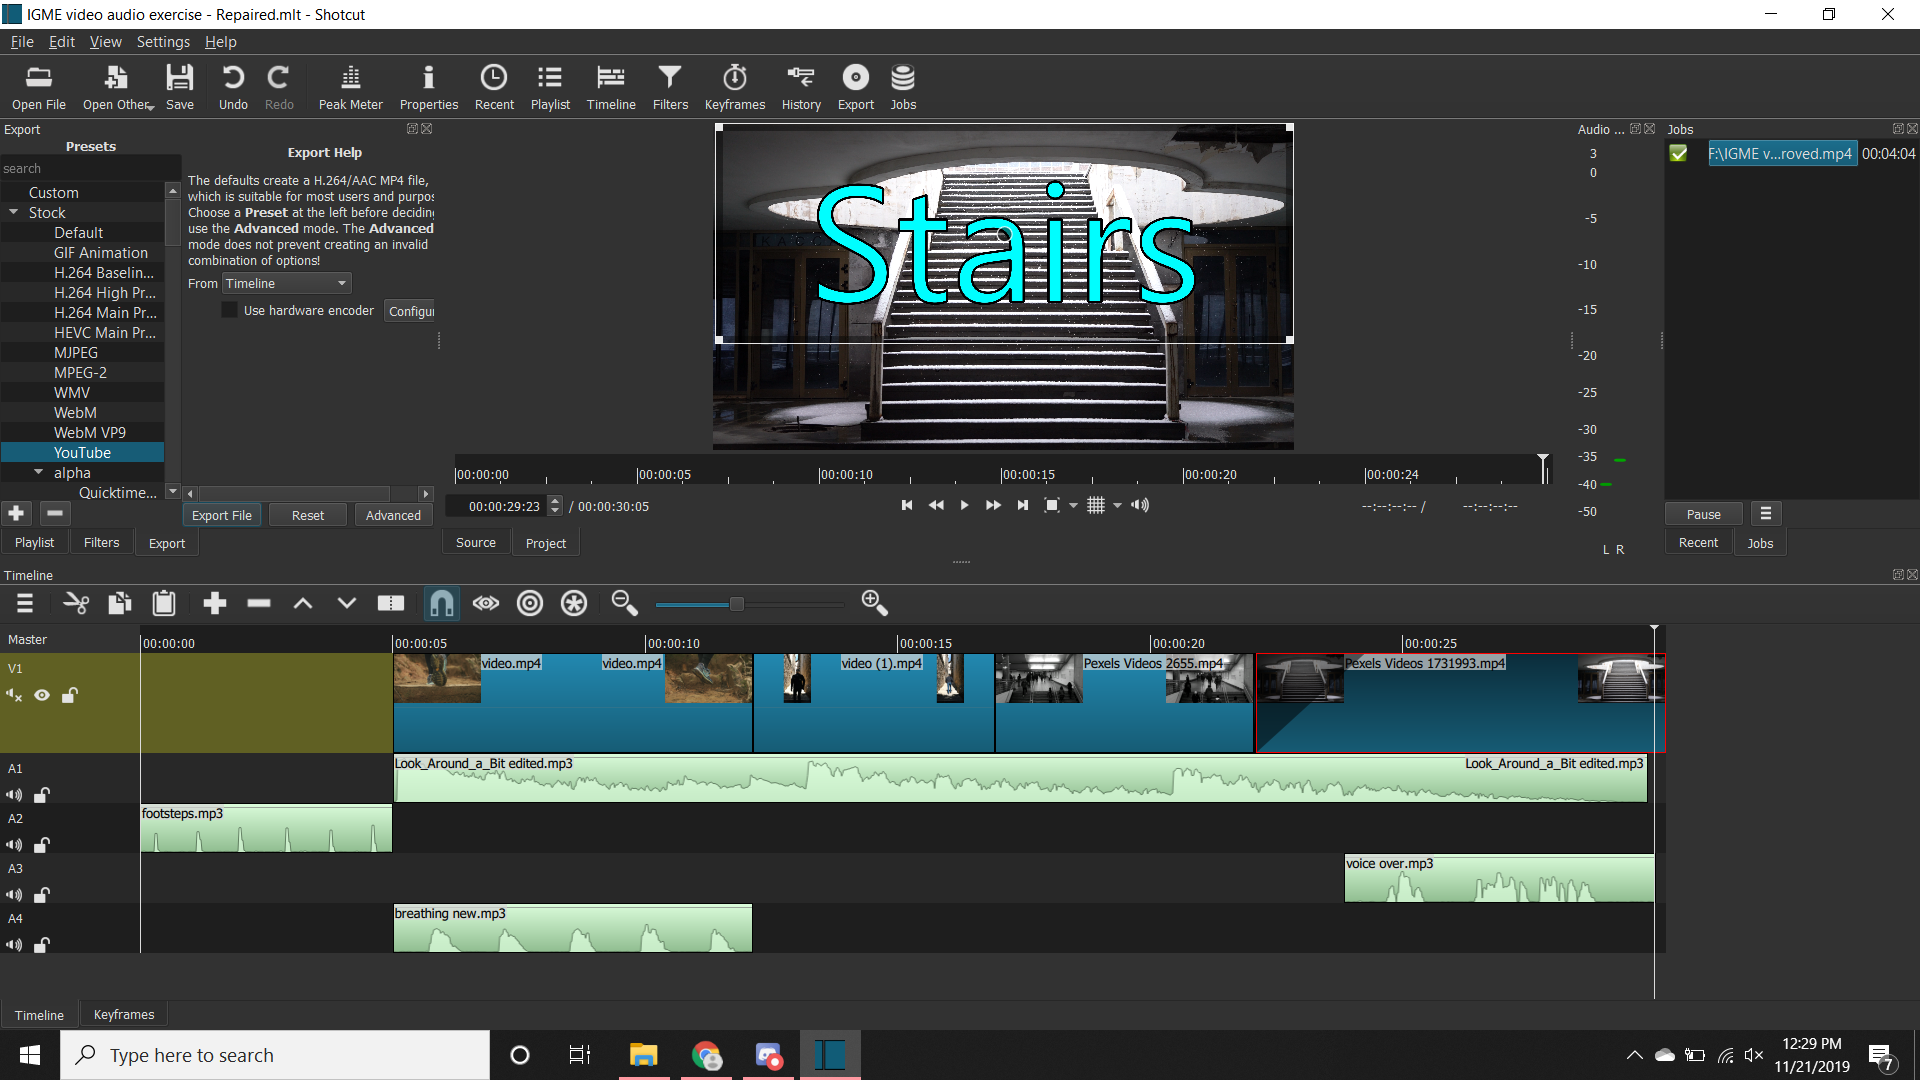 IGME video audio exercise - Repaired.mlt - Shotcut
File Edit View Settings Help
Open File Open Other Save Undo Redo Peak Meter Properties Recent Playlist Timeline Filters Keyframes History Export Jobs
Export
Presets
search
Custom
Stock
Default
GIF Animation
H.264 Baselin...
H.264 High Pr...
H.264 Main Pr...
HEVC Main Pr...
MJPEG
MPEG-2
WMV
WebM
WebM VP9
YouTube
alpha
Quicktime...
Export Help
The defaults create a H.264/AAC MP4 file,
which is suitable for most users and purpo
Choose a Preset at the left before deciding
use the Advanced mode. The Advanced
mode does not prevent creating an invalid
combination of options!
From Timeline
Use hardware encoder Configur
Export File Reset Advanced
Playlist Filters Export
Stairs
00:00:00 00:00:05 00:00:10 00:00:15 00:00:20 00:00:24
00:00:29:23 / 00:00:30:05 --:--:--:-- / --:--:--:--
Source Project
Audio ...
3
0
-5
-10
-15
-20
-25
-30
-35
-40
-50
L R
Jobs
F:\IGME v...roved.mp4 00:04:04
Pause
Recent Jobs
Timeline
Master
00:00:00 00:00:05 00:00:10 00:00:15 00:00:20 00:00:25
V1
video.mp4 video.mp4 video (1).mp4 Pexels Videos 2655.mp4 Pexels Videos 1731993.mp4
A1
Look_Around_a_Bit edited.mp3 Look_Around_a_Bit edited.mp3
A2
footsteps.mp3
A3
voice over.mp3
A4
breathing new.mp3
Timeline Keyframes
Type here to search
12:29 PM
11/21/2019
7